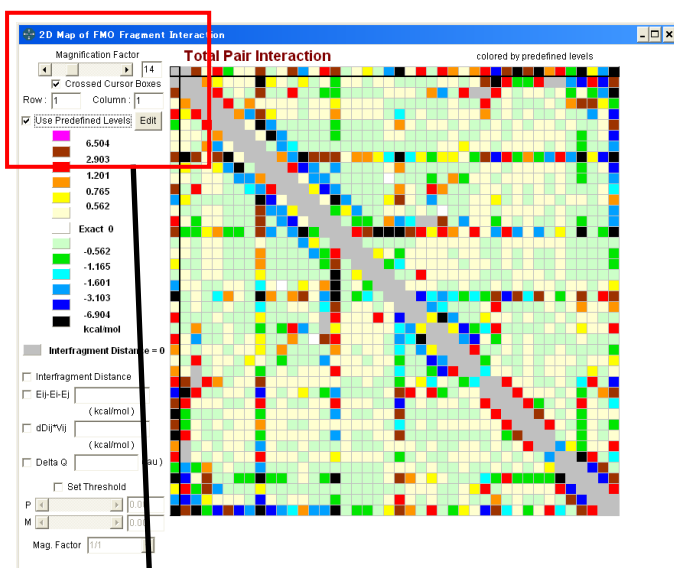 2D Map of FMO Fragment Interaction
Magnification Factor
14
Total Pair Interaction
colored by predefined levels
Crossed Cursor Boxes
Row : 1 Column : 1
Use Predefined Levels Edit
6.504
2.903
1.201
0.765
0.562
Exact 0
-0.562
-1.165
-1.601
-3.103
-6.904
kcal/mol
Interfragment Distance = 0
Interfragment Distance
Eij-Ei-Ej
( kcal/mol )
dDij*Vij
( kcal/mol )
Delta Q au )
Set Threshold
P
M
Mag. Factor 1/1